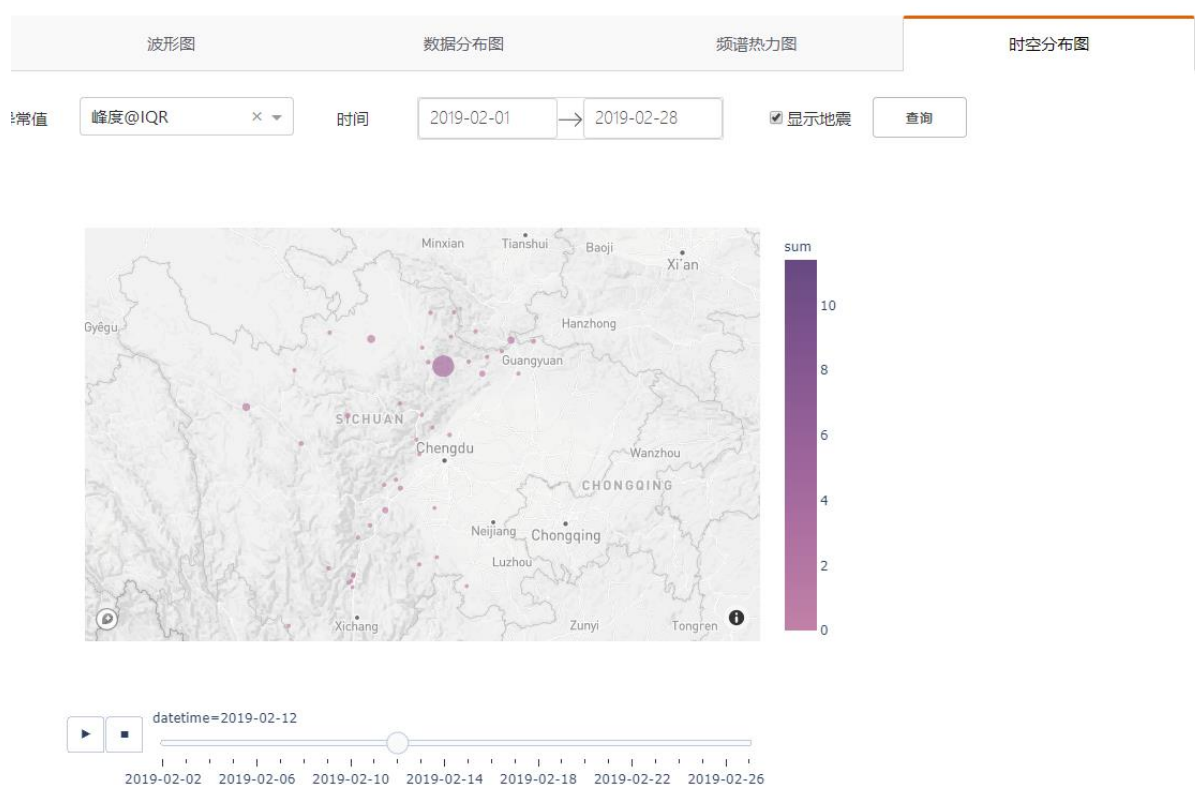 波形图
数据分布图
频谱热力图
时空分布图
常值
峰度@IQR
时间
2019-02-01
2019-02-28
显示地震
查询
Minxian
Tianshui
Baoji
Xi'an
Gyêgu
Hanzhong
Guangyuan
SICHUAN
Chengdu
Wanzhou
CHONGQING
Neijiang
Chongqing
Luzhou
Xichang
Zunyi
Tongren
sum
10
8
6
4
2
0
datetime=2019-02-12
2019-02-02 2019-02-06 2019-02-10 2019-02-14 2019-02-18 2019-02-22 2019-02-26